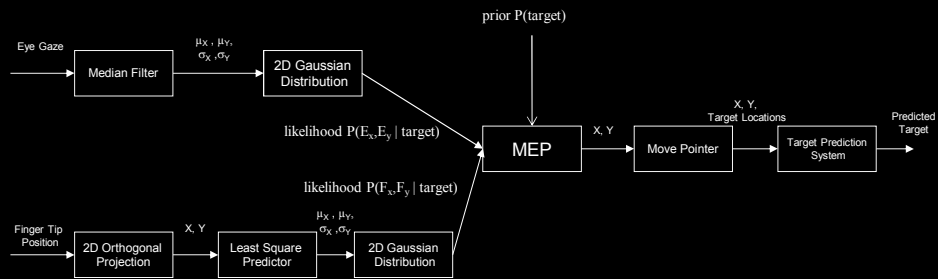 prior P(target)
Eye Gaze
μX , μY,
σX ,σY
Median Filter
2D Gaussian
Distribution
likelihood P(Ex,Ey | target)
X, Y,
Target Locations
Predicted
Target
X, Y
MEP
Move Pointer
Target Prediction
System
likelihood P(Fx,Fy | target)
Finger Tip
Position
X, Y
μX , μY,
σX ,σY
2D Orthogonal
Projection
Least Square
Predictor
2D Gaussian
Distribution